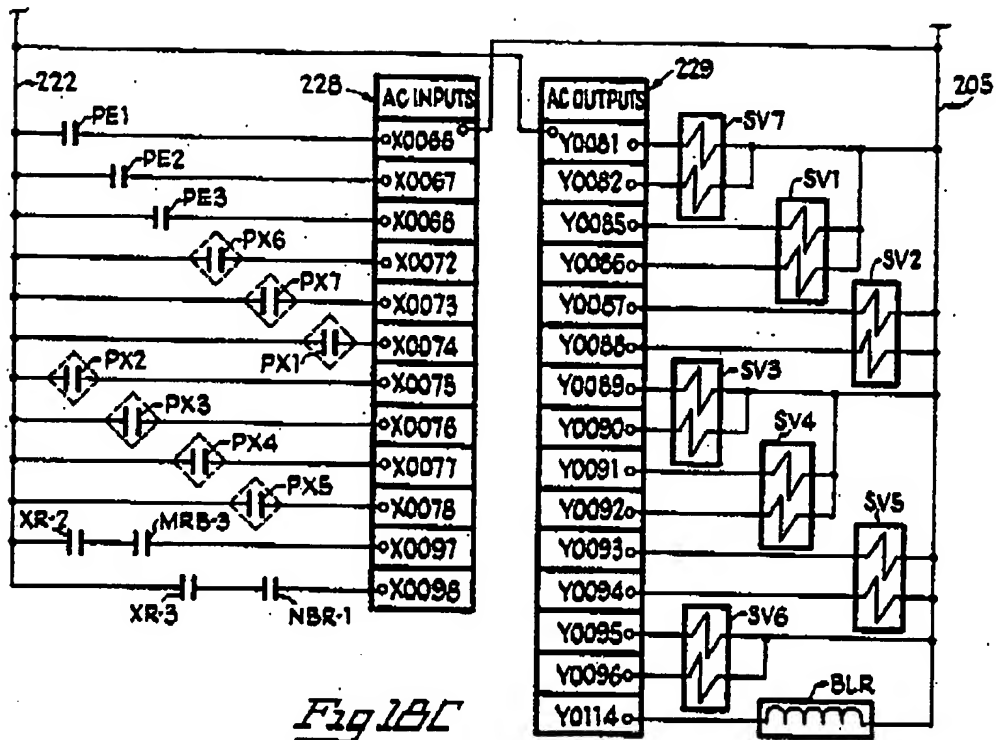 222
228
229
205
AC INPUTS
AC OUTPUTS
PE1
X0066
Y0081
SV7
PE2
X0067
Y0082
PE3
X0068
Y0085
SV1
PX6
X0072
Y0086
SV2
PX7
X0073
Y0087
PX1
X0074
Y0088
PX2
X0075
Y0089
SV3
PX3
X0076
Y0090
SV4
PX4
X0077
Y0091
PX5
X0078
Y0092
SV5
XR-2
MRB-3
X0097
Y0093
XR-3
NBR-1
X0098
Y0094
Y0095
SV6
Y0096
Y0114
BLR
Fig 18C